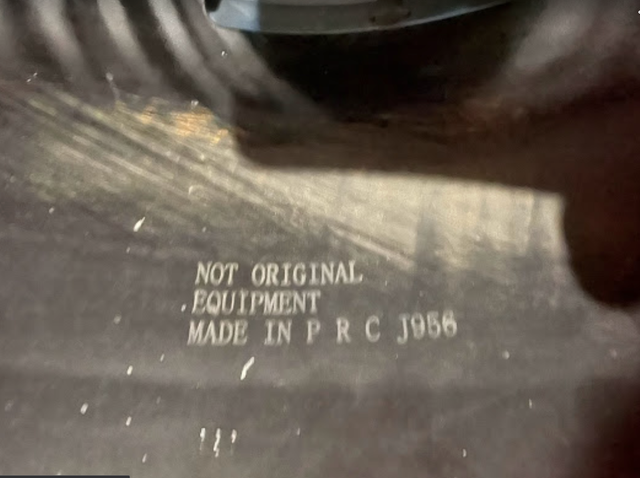 NOT ORIGINAL
EQUIPMENT
MADE IN P R C J956